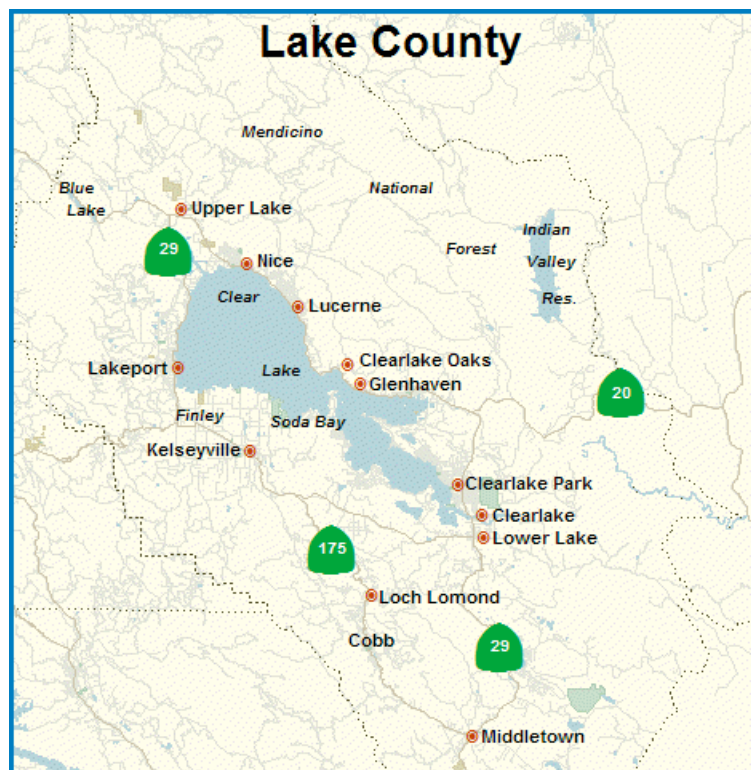 Lake County
Mendicino
Blue
Lake
National
Upper Lake
Indian
29
Forest
Valley
Nice
Clear
Res.
Lucerne
Lakeport
Lake
Clearlake Oaks
Glenhaven
20
Finley
Soda Bay
Kelseyville
Clearlake Park
Clearlake
Lower Lake
175
Loch Lomond
Cobb
29
Middletown